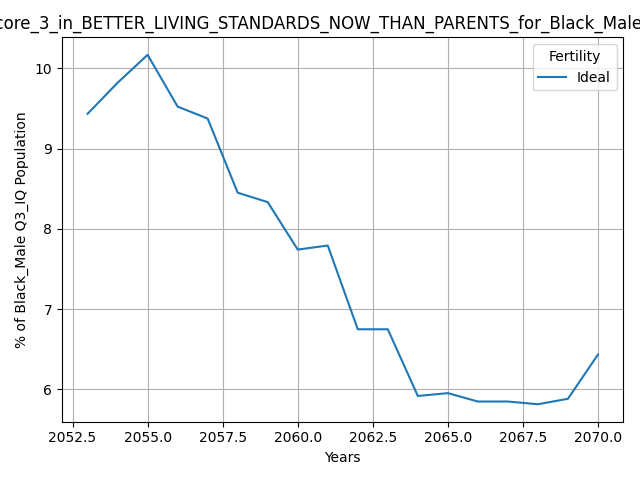 core_3_in_BETTER_LIVING_STANDARDS_NOW_THAN_PARENTS_for_Black_Male
Fertility
Ideal
% of Black_Male Q3_IQ Population
10
9
8
7
6
2052.5 2055.0 2057.5 2060.0 2062.5 2065.0 2067.5 2070.0
Years